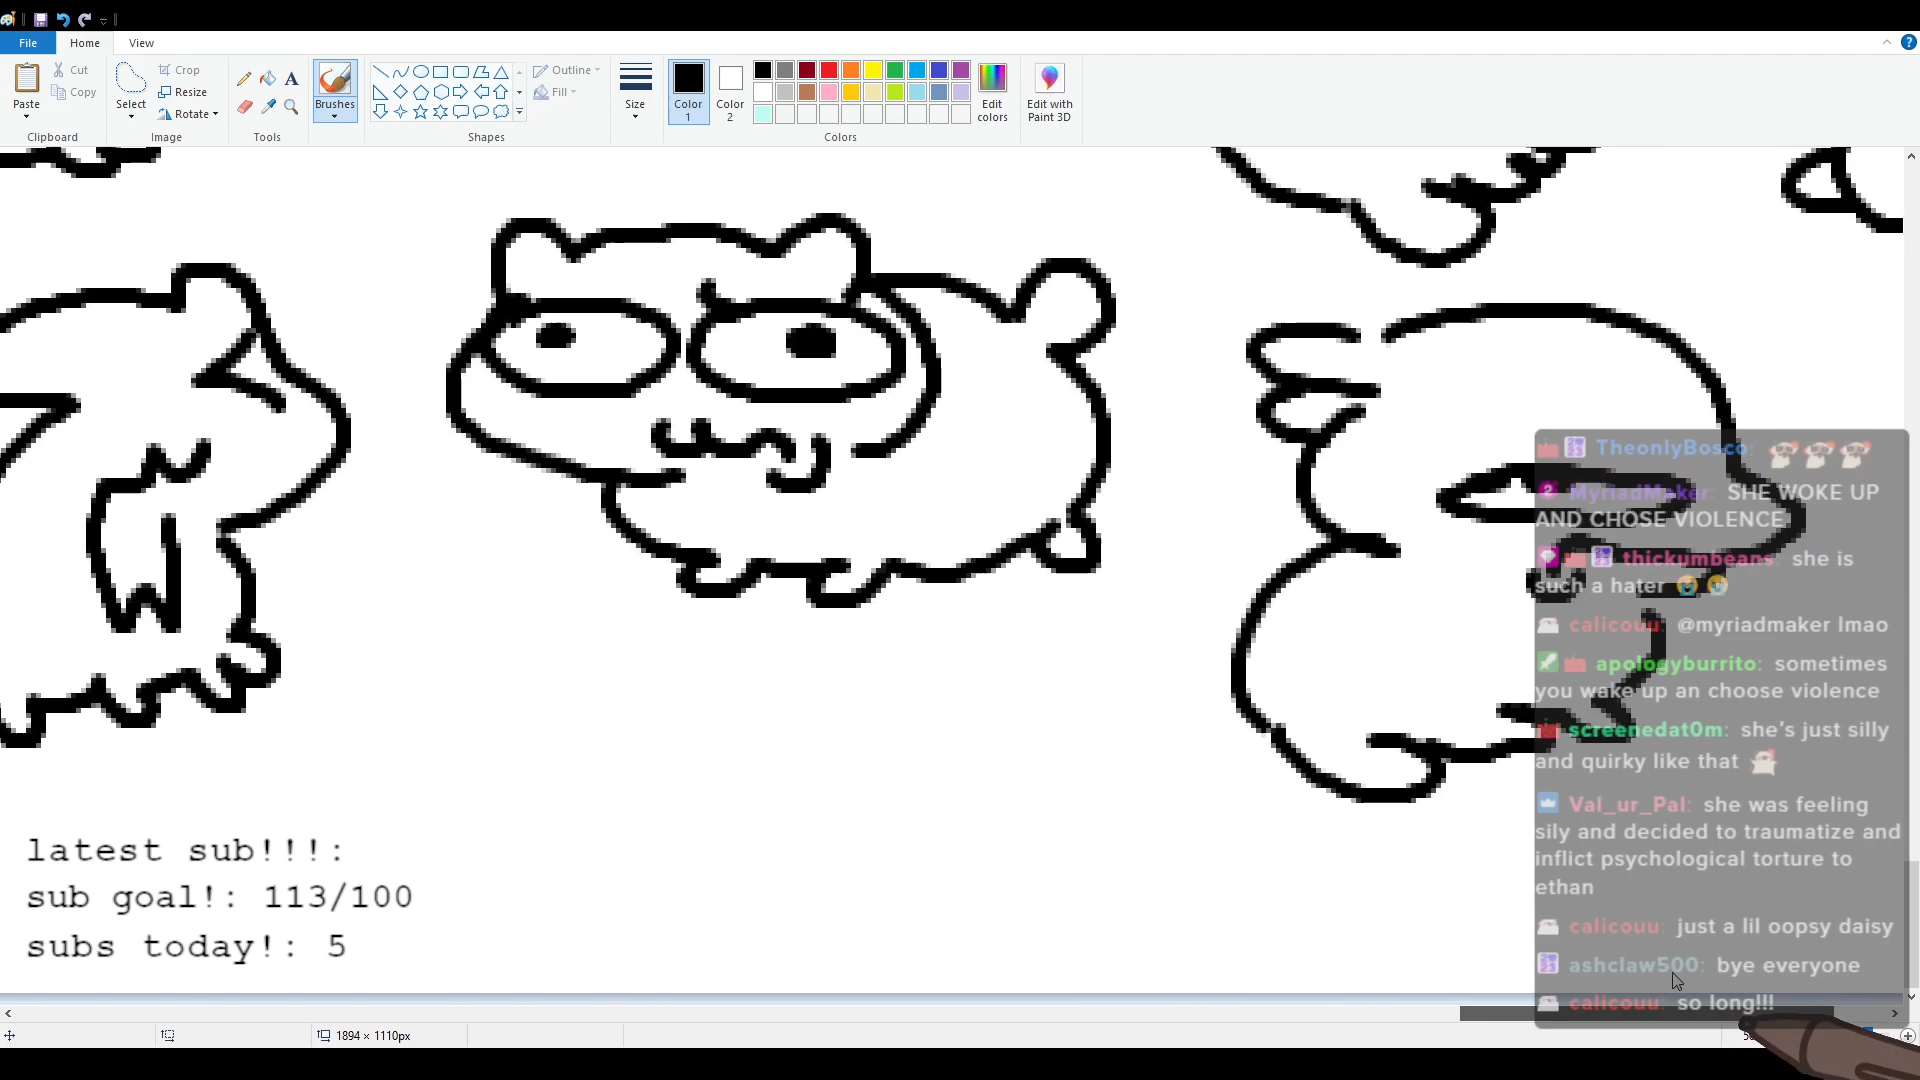 File Home View
Cut
Copy
Paste
Clipboard
Crop
Resize
Rotate
Select
Image
Tools
Brushes
Outline
Fill
Shapes
Size
Color 1
Color 2
Edit colors
Colors
Edit with Paint 3D
TheonlyBosco:
MyriadMaker: SHE WOKE UP
AND CHOSE VIOLENCE
thickumbeans: she is
such a hater
calicouu: @myriadmaker lmao
apologyburrito: sometimes
you wake up an choose violence
screenedat0m: she's just silly
and quirky like that
Val_ur_Pal: she was feeling
sily and decided to traumatize and
inflict psychological torture to
ethan
calicouu: just a lil oopsy daisy
ashclaw500: bye everyone
calicouu: so long!!!
latest sub!!!:
sub goal!: 113/100
subs today!: 5
1894 × 1110px